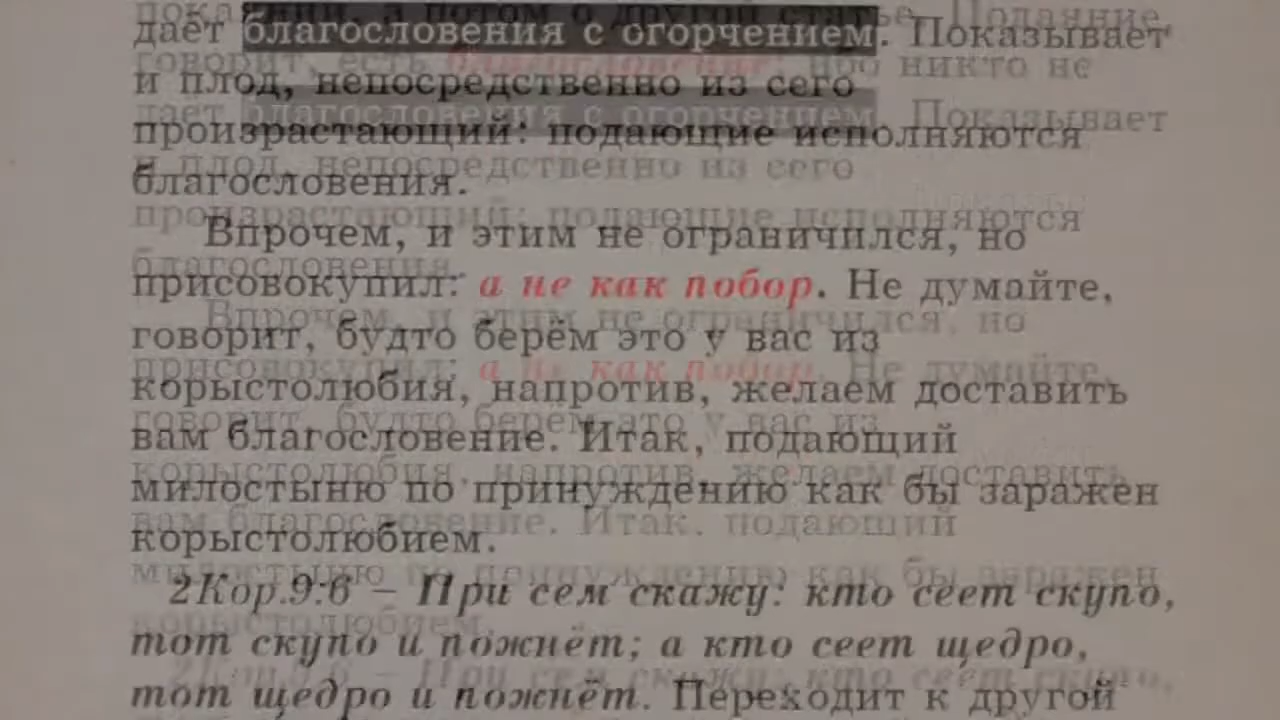 даёт благословения с огорчением. Показывает
и плод, непосредственно из сего
произрастающий: подающие исполняются
благословения.
Впрочем, и этим не ограничился, но
присовокупил: а не как побор. Не думайте,
говорит, будто берём это у вас из
корыстолюбия, напротив, желаем доставить
вам благословение. Итак, подающий
милостыню по принуждению как бы заражен
корыстолюбием.
2Кор.9:6 – При сем скажу: кто сеет скупо,
тот скупо и пожнёт; а кто сеет щедро,
тот щедро и пожнёт. Переходит к другой